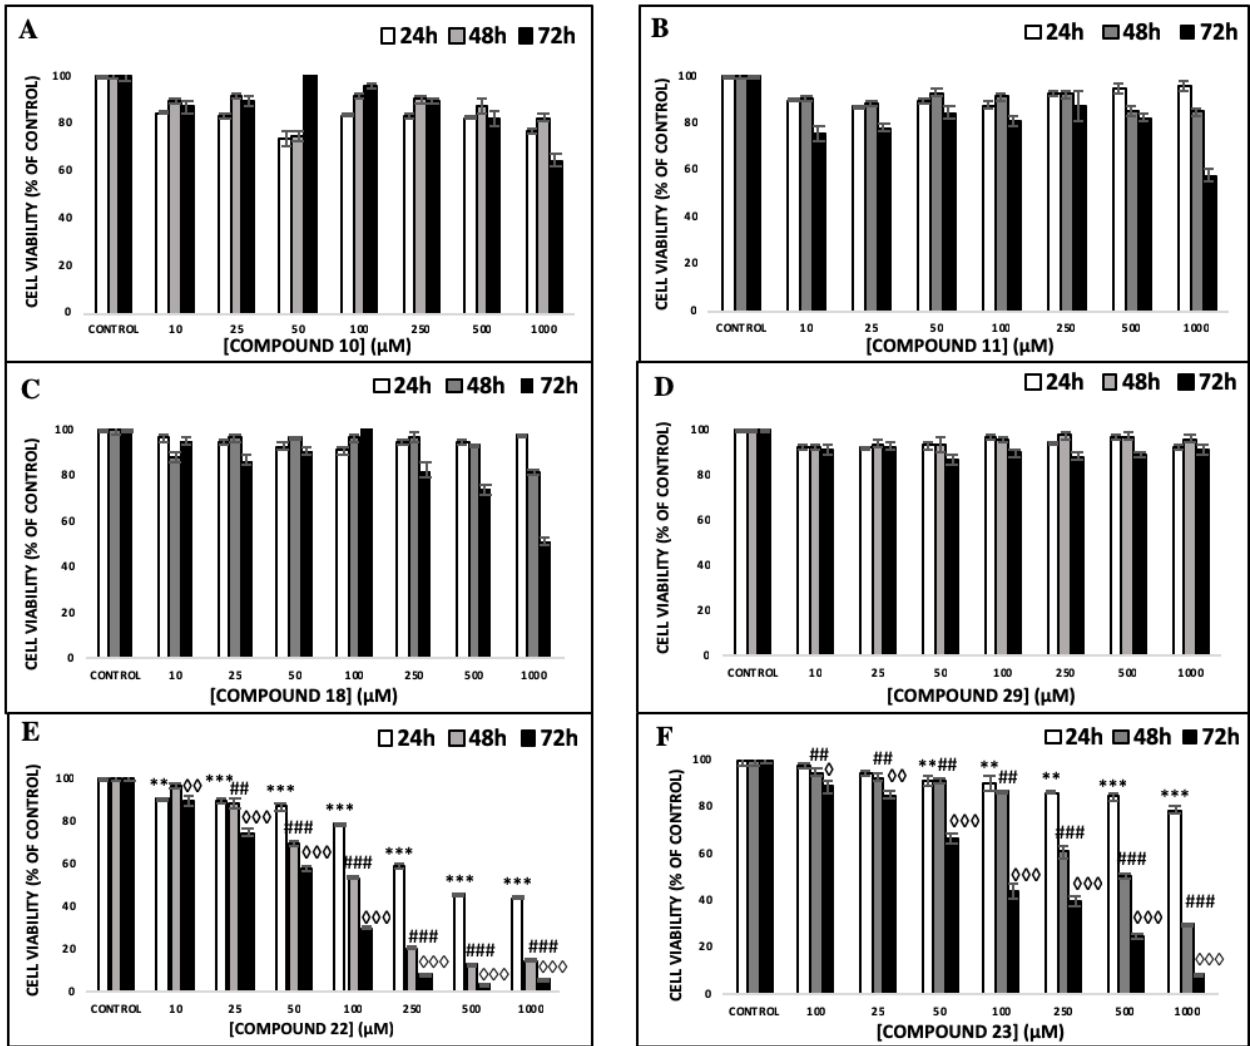 A
24h 48h 72h
CELL VIABILITY (% OF CONTROL)
100
80
60
40
20
0
CONTROL 10 25 50 100 250 500 1000
[COMPOUND 10] (µM)
B
24h 48h 72h
CELL VIABILITY (% OF CONTROL)
100
80
60
40
20
0
CONTROL 10 25 50 100 250 500 1000
[COMPOUND 11] (µM)
C
24h 48h 72h
CELL VIABILITY (% OF CONTROL)
100
80
60
40
20
0
CONTROL 10 25 50 100 250 500 1000
[COMPOUND 18] (µM)
D
24h 48h 72h
CELL VIABILITY (% OF CONTROL)
100
80
60
40
20
0
CONTROL 10 25 50 100 250 500 1000
[COMPOUND 29] (µM)
E
24h 48h 72h
CELL VIABILITY (% OF CONTROL)
100
80
60
40
20
0
** ◊◊
*** ## ◊◊◊
*** ### ◊◊◊
*** ### ◊◊◊
*** ### ◊◊◊
*** ### ◊◊◊
*** ### ◊◊◊
CONTROL 10 25 50 100 250 500 1000
[COMPOUND 22] (µM)
F
24h 48h 72h
CELL VIABILITY (% OF CONTROL)
100
80
60
40
20
0
## ◊
## ◊◊
** ## ◊◊◊
** ## ◊◊◊
** ### ◊◊◊
*** ### ◊◊◊
*** ### ◊◊◊
CONTROL 100 25 50 100 250 500 1000
[COMPOUND 23] (µM)